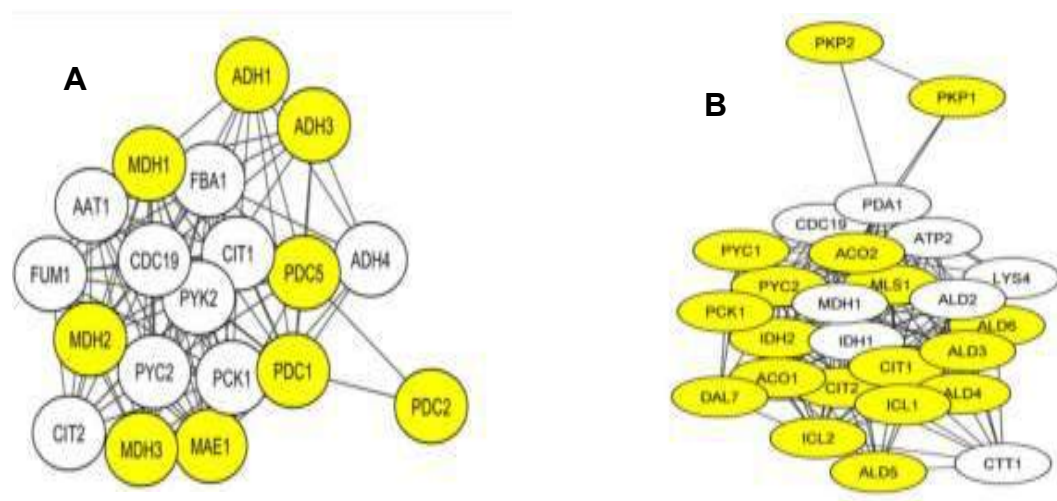 A
ADH1
ADH3
MDH1
FBA1
AAT1
CDC19
CIT1
FUM1
PDC5
ADH4
PYK2
MDH2
PYC2
PCK1
PDC1
PDC2
CIT2
MDH3
MAE1
B
PKP2
PKP1
PDA1
CDC19
ATP2
PYC1
ACO2
LYS4
PYC2
MLS1
MDH1
ALD2
PCK1
ALD6
IDH2
IDH1
ALD3
CIT1
ACO1
CIT2
ALD4
DAL7
ICL1
ICL2
CTT1
ALD5